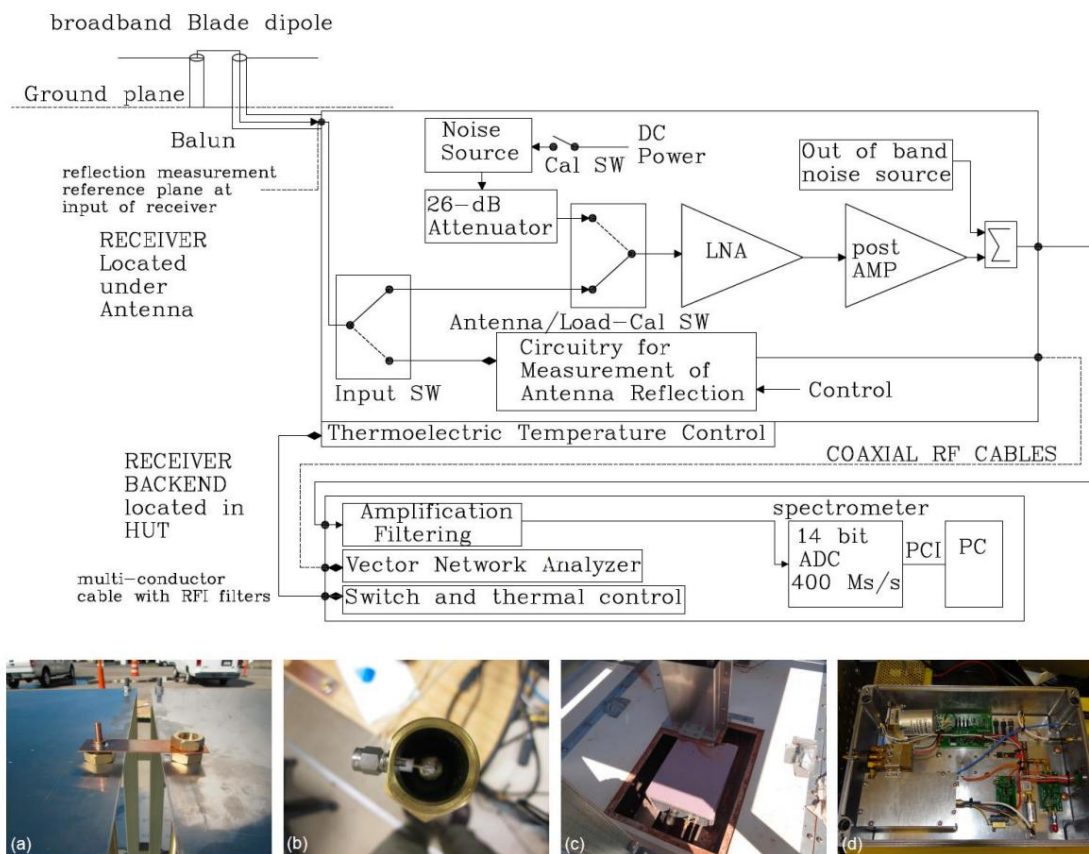 broadband Blade dipole
Ground plane
Balun
reflection measurement
reference plane at
input of receiver
RECEIVER
Located
under
Antenna
Noise
Source
Cal SW
DC
Power
26-dB
Attenuator
Out of band
noise source
LNA
post
AMP
Σ
Antenna/Load-Cal SW
Input SW
Circuitry for
Measurement of
Antenna Reflection
Control
Thermoelectric Temperature Control
COAXIAL RF CABLES
RECEIVER
BACKEND
located in
HUT
multi-conductor
cable with RFI filters
Amplification
Filtering
Vector Network Analyzer
Switch and thermal control
spectrometer
14 bit
ADC
400 Ms/s
PCI
PC
(a)
(b)
(c)
(d)